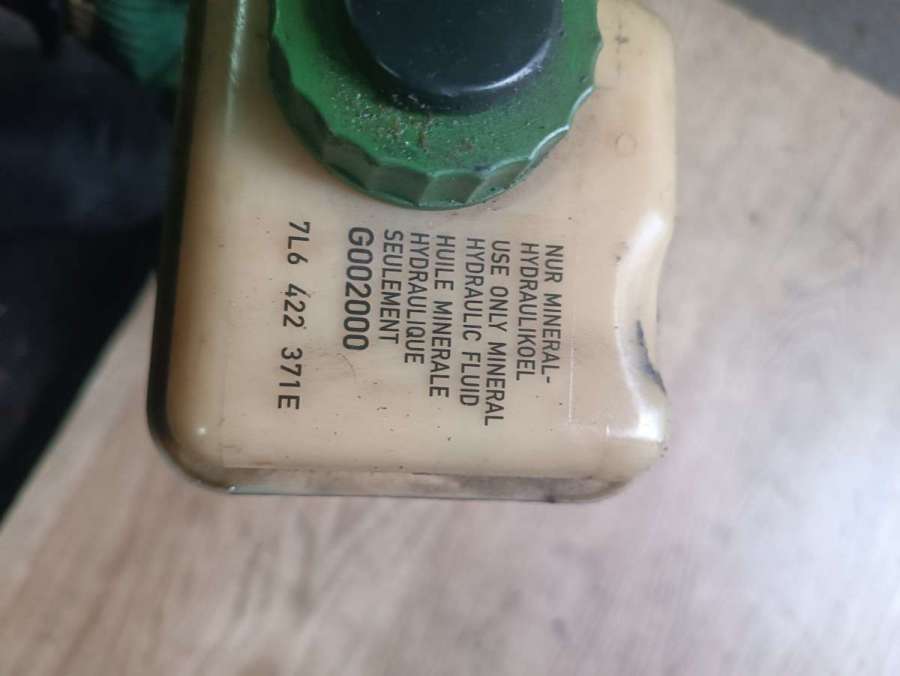 NUR MINERAL-
HYDRAULIKOEL
USE ONLY MINERAL
HYDRAULIC FLUID
HUILE MINERALE
HYDRAULIQUE
SEULEMENT
G002000
7L6 422 371E